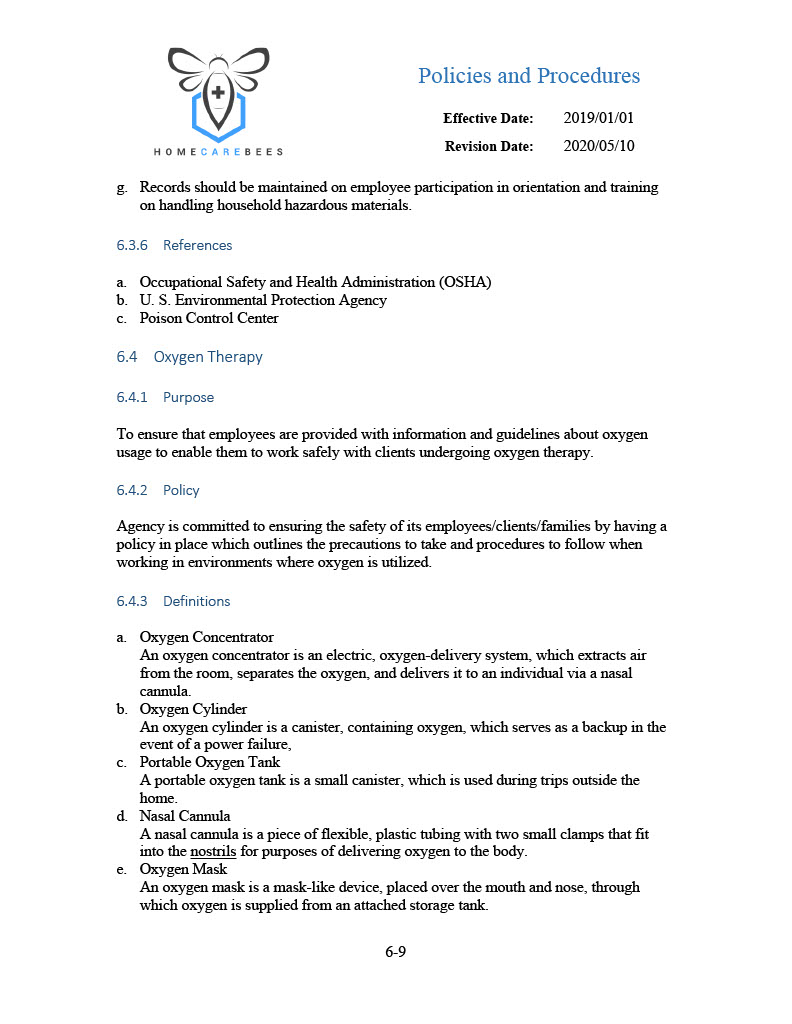 HOMECAREBEES
Policies and Procedures
Effective Date: 2019/01/01
Revision Date: 2020/05/10
g. Records should be maintained on employee participation in orientation and training
on handling household hazardous materials.
6.3.6 References
a. Occupational Safety and Health Administration (OSHA)
b. U. S. Environmental Protection Agency
c. Poison Control Center
6.4 Oxygen Therapy
6.4.1 Purpose
To ensure that employees are provided with information and guidelines about oxygen
usage to enable them to work safely with clients undergoing oxygen therapy.
6.4.2 Policy
Agency is committed to ensuring the safety of its employees/clients/families by having a
policy in place which outlines the precautions to take and procedures to follow when
working in environments where oxygen is utilized.
6.4.3 Definitions
a. Oxygen Concentrator
An oxygen concentrator is an electric, oxygen-delivery system, which extracts air
from the room, separates the oxygen, and delivers it to an individual via a nasal
cannula.
b. Oxygen Cylinder
An oxygen cylinder is a canister, containing oxygen, which serves as a backup in the
event of a power failure,
c. Portable Oxygen Tank
A portable oxygen tank is a small canister, which is used during trips outside the
home.
d. Nasal Cannula
A nasal cannula is a piece of flexible, plastic tubing with two small clamps that fit
into the nostrils for purposes of delivering oxygen to the body.
e. Oxygen Mask
An oxygen mask is a mask-like device, placed over the mouth and nose, through
which oxygen is supplied from an attached storage tank.
6-9